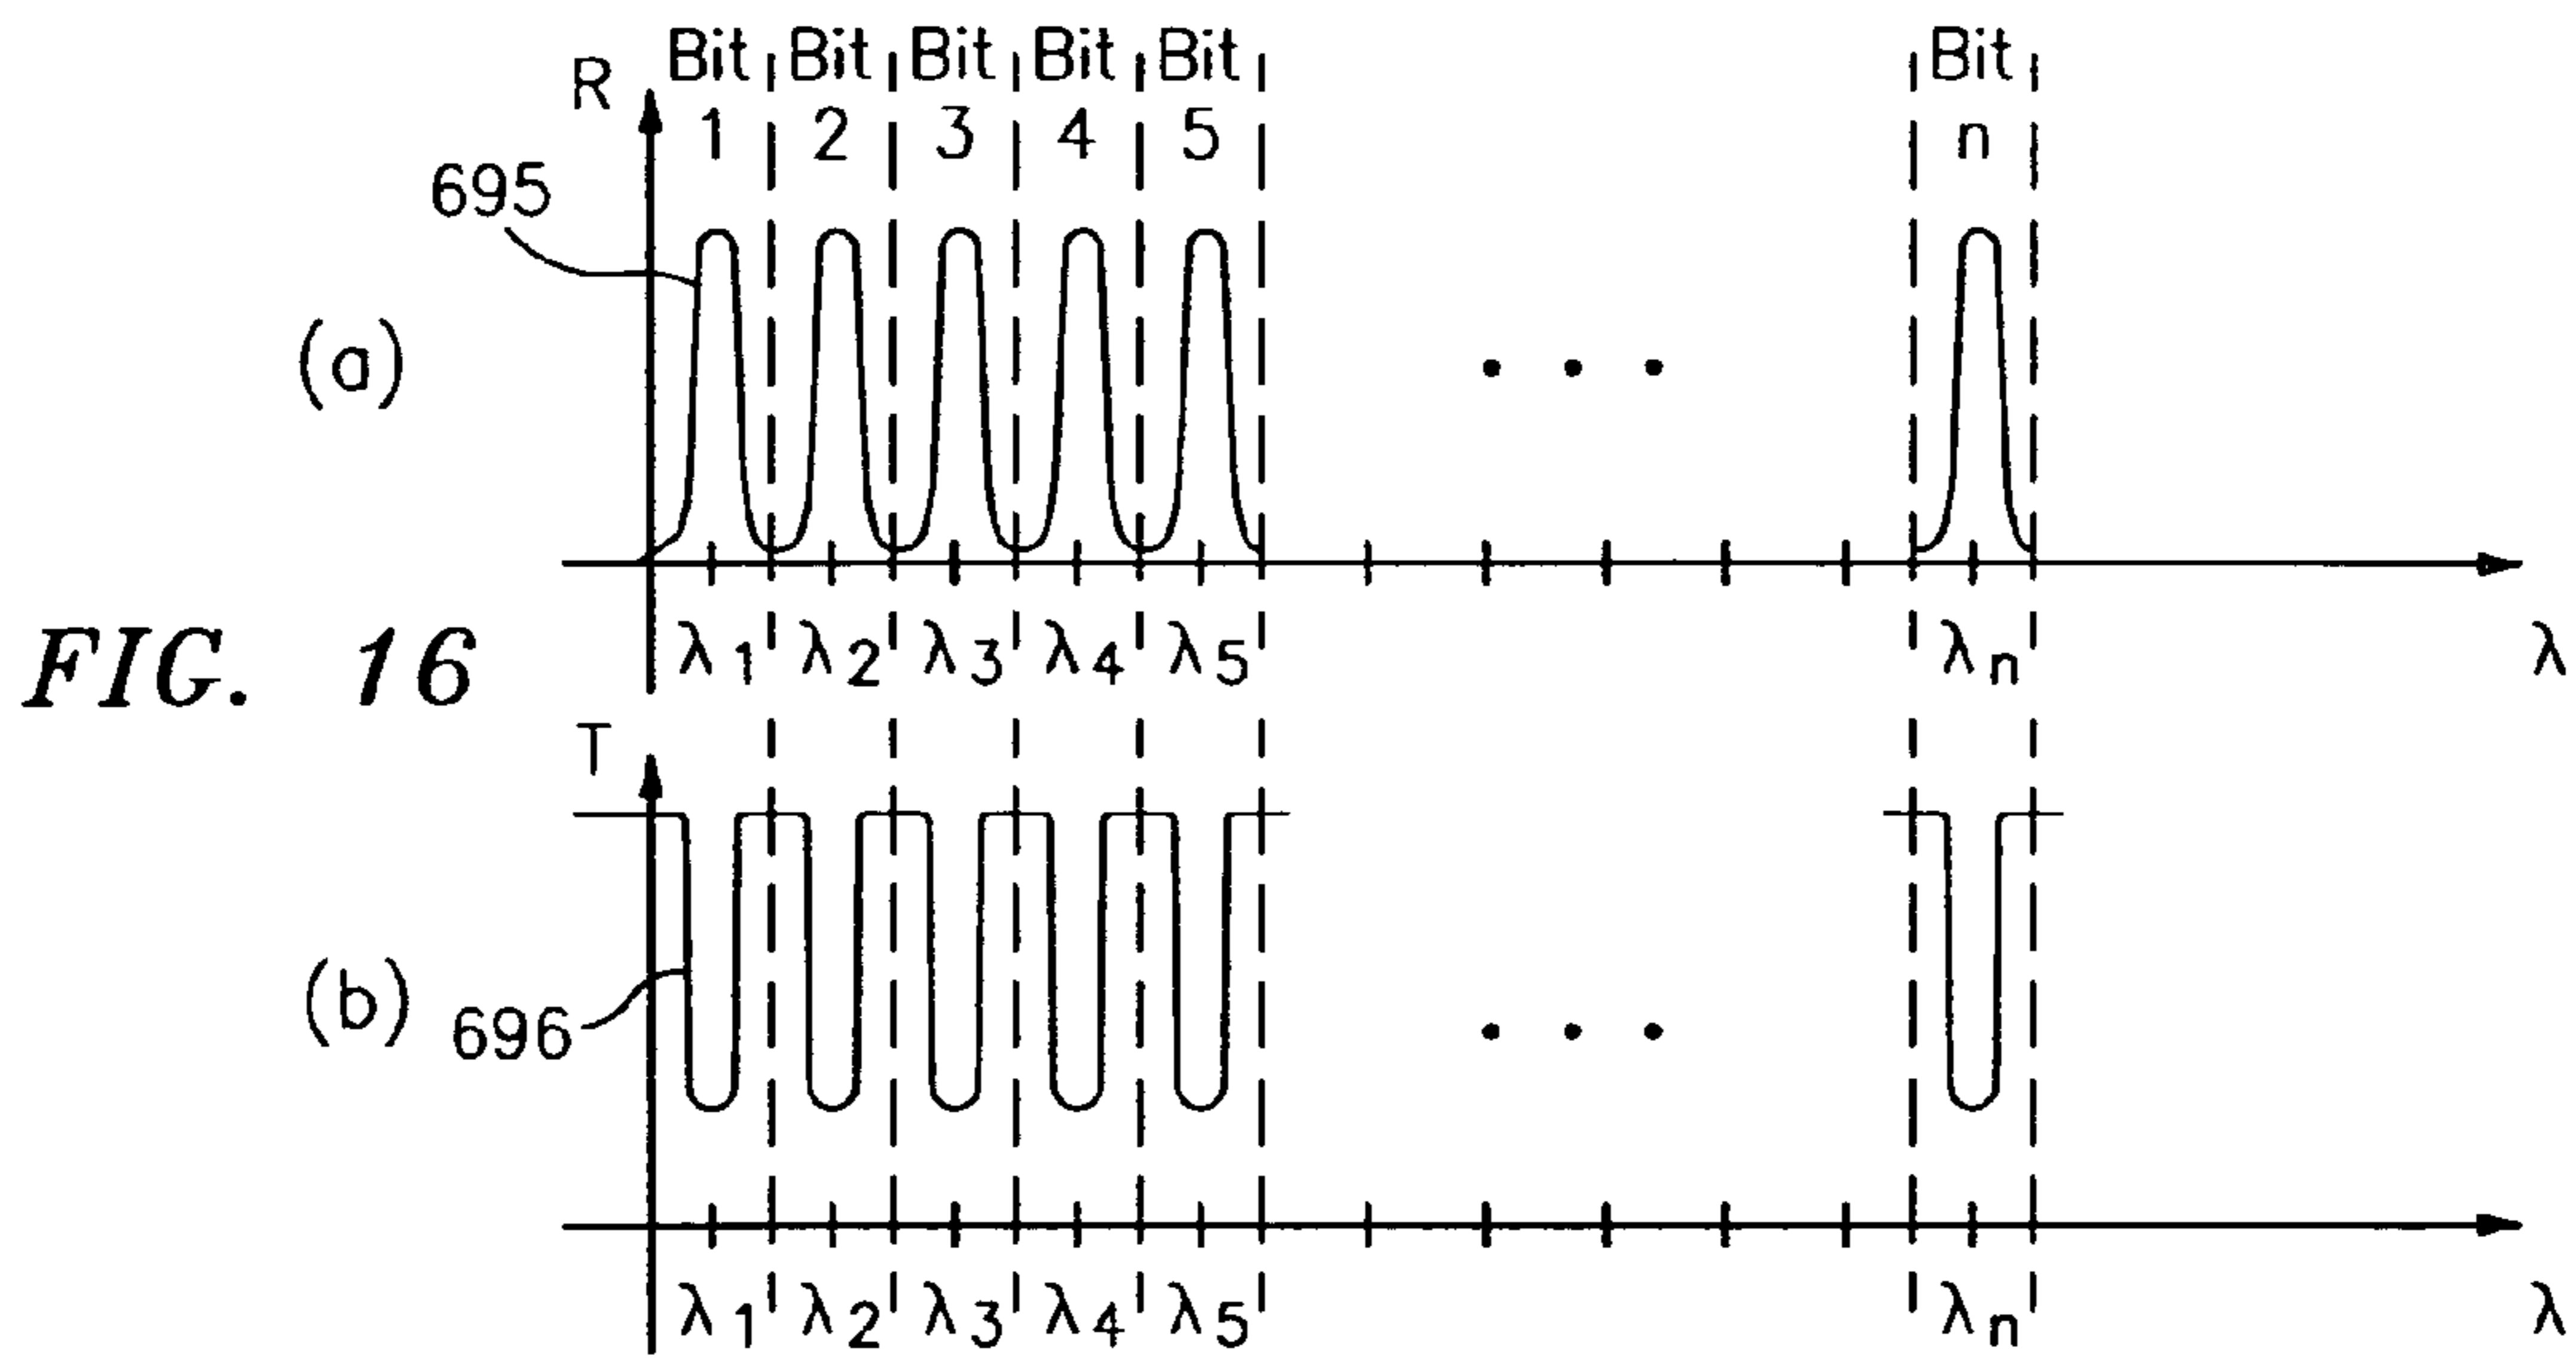 Bit Bit Bit Bit Bit Bit
R 1 2 3 4 5 n
695
(a)
λ1 λ2 λ3 λ4 λ5 λn λ
FIG. 16
T
(b) 696
λ1 λ2 λ3 λ4 λ5 λn λ